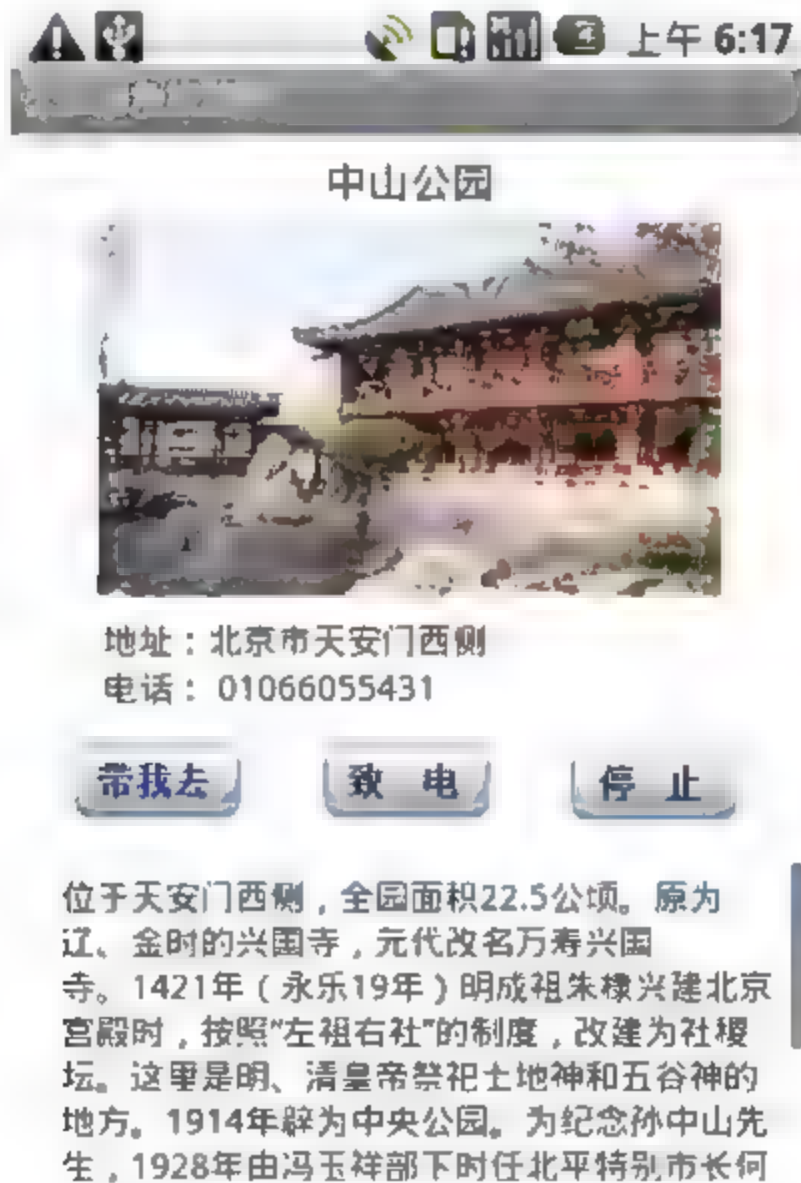 上午 6:17
中山公园
地址：北京市天安门西侧
电话：01066055431
带我去 致 电 停 止
位于天安门西侧，全园面积22.5公顷。原为
辽、金时的兴国寺，元代改名万寿兴国
寺。1421年（永乐19年）明成祖朱棣兴建北京
宫殿时，按照“左祖右社”的制度，改建为社稷
坛。这里是明、清皇帝祭祀土地神和五谷神的
地方。1914年辟为中央公园。为纪念孙中山先
生，1928年由冯玉祥部下时任北平特别市长何